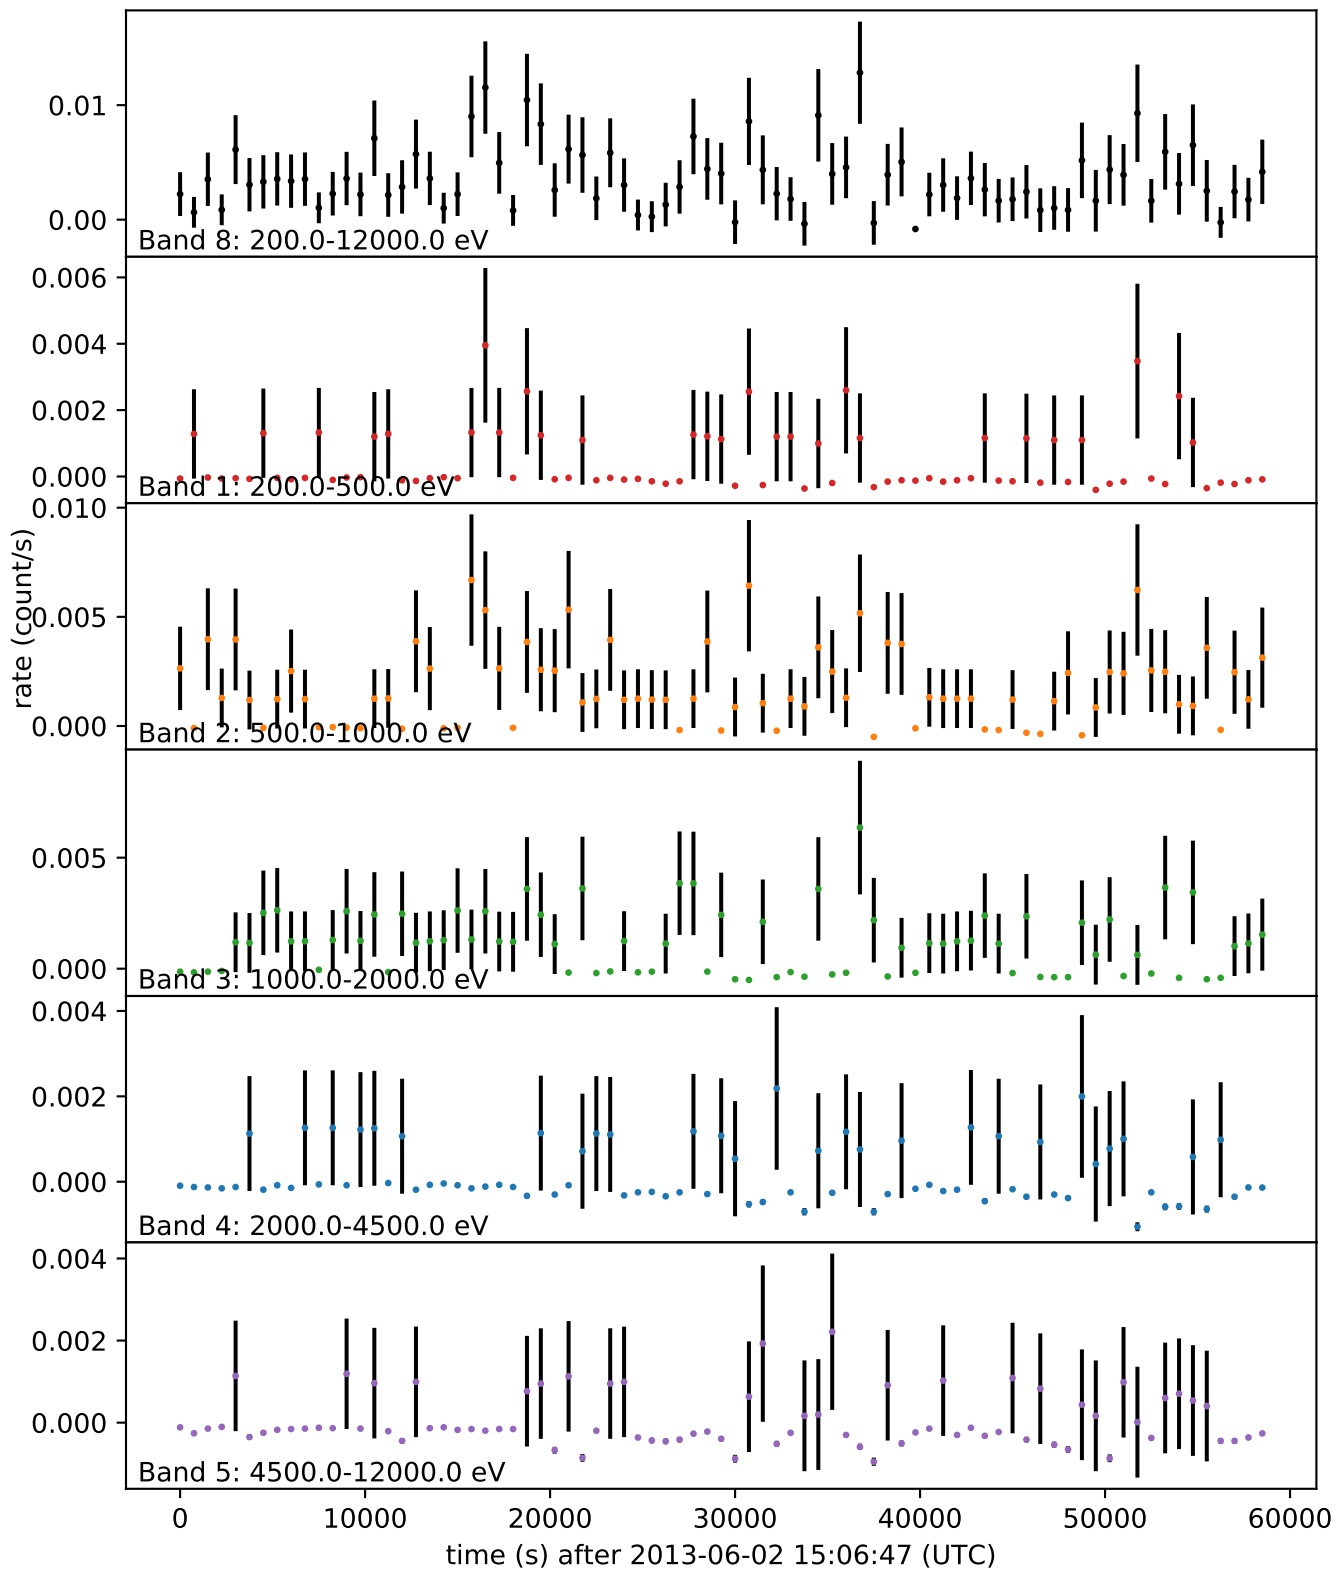 0.01
0.00
Band 8: 200.0-12000.0 eV
0.006
0.004
0.002
0.000
Band 1: 200.0-500.0 eV
rate (count/s)
0.010
0.005
0.000
Band 2: 500.0-1000.0 eV
0.005
0.000
Band 3: 1000.0-2000.0 eV
0.004
0.002
0.000
Band 4: 2000.0-4500.0 eV
0.004
0.002
0.000
Band 5: 4500.0-12000.0 eV
0 10000 20000 30000 40000 50000 60000
time (s) after 2013-06-02 15:06:47 (UTC)